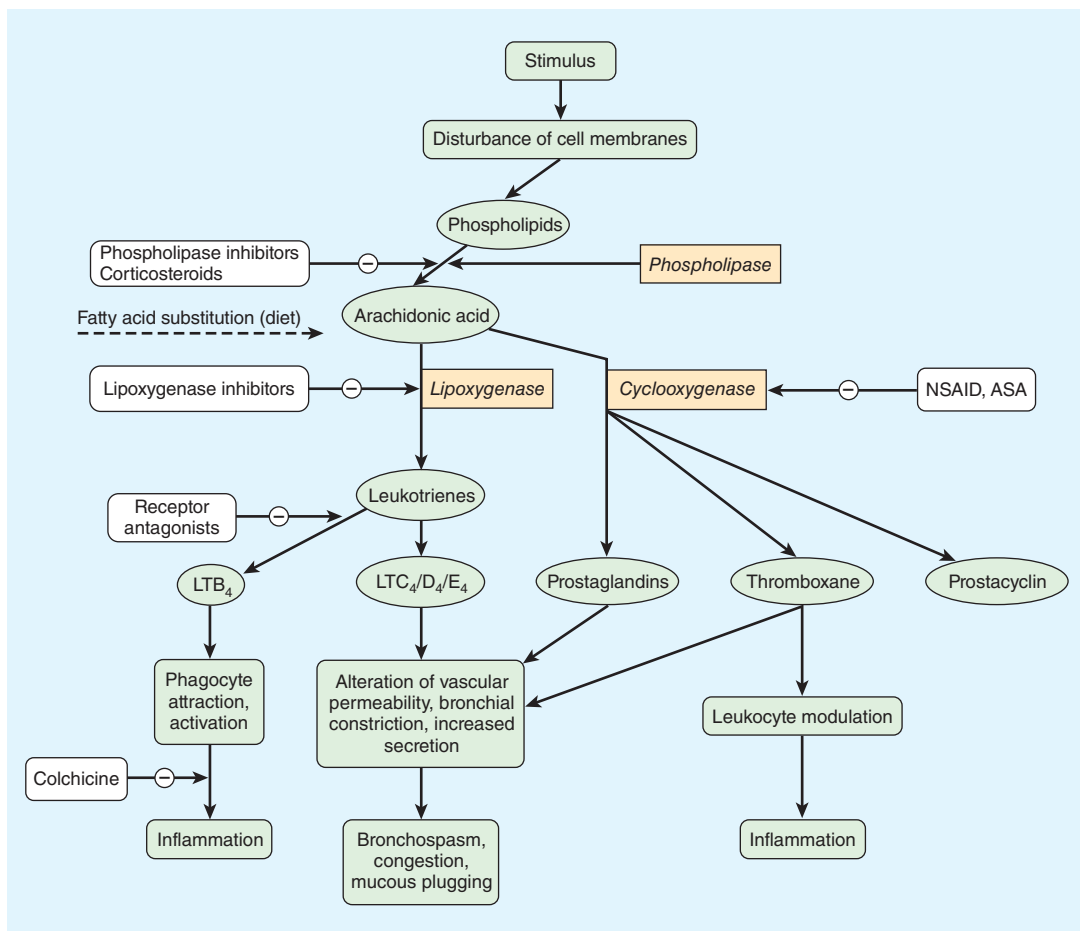 Stimulus
Disturbance of cell membranes
Phospholipids
Phospholipase inhibitors
Corticosteroids
−
Phospholipase
Arachidonic acid
Fatty acid substitution (diet)
Lipoxygenase inhibitors
−
Lipoxygenase
Cyclooxygenase
−
NSAID, ASA
Leukotrienes
Receptor
antagonists
−
LTB₄
LTC₄/D₄/E₄
Prostaglandins
Thromboxane
Prostacyclin
Phagocyte
attraction,
activation
Alteration of vascular
permeability, bronchial
constriction, increased
secretion
Leukocyte modulation
Colchicine
−
Inflammation
Bronchospasm,
congestion,
mucous plugging
Inflammation